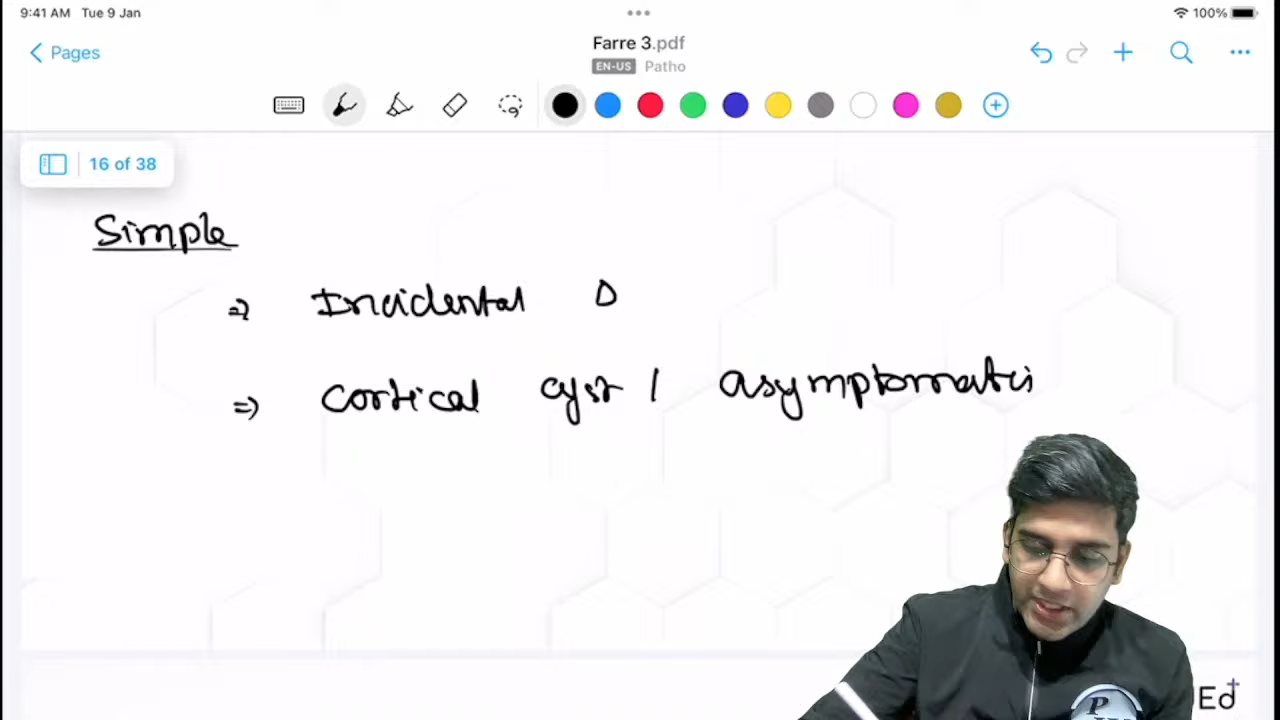 9:41 AM Tue 9 Jan
100%
Pages
Farre 3.pdf
EN-US Patho
16 of 38
Simple
⇒ Incidental Δ
⇒ Cortical cyst / asymptomatic
P
Ed+